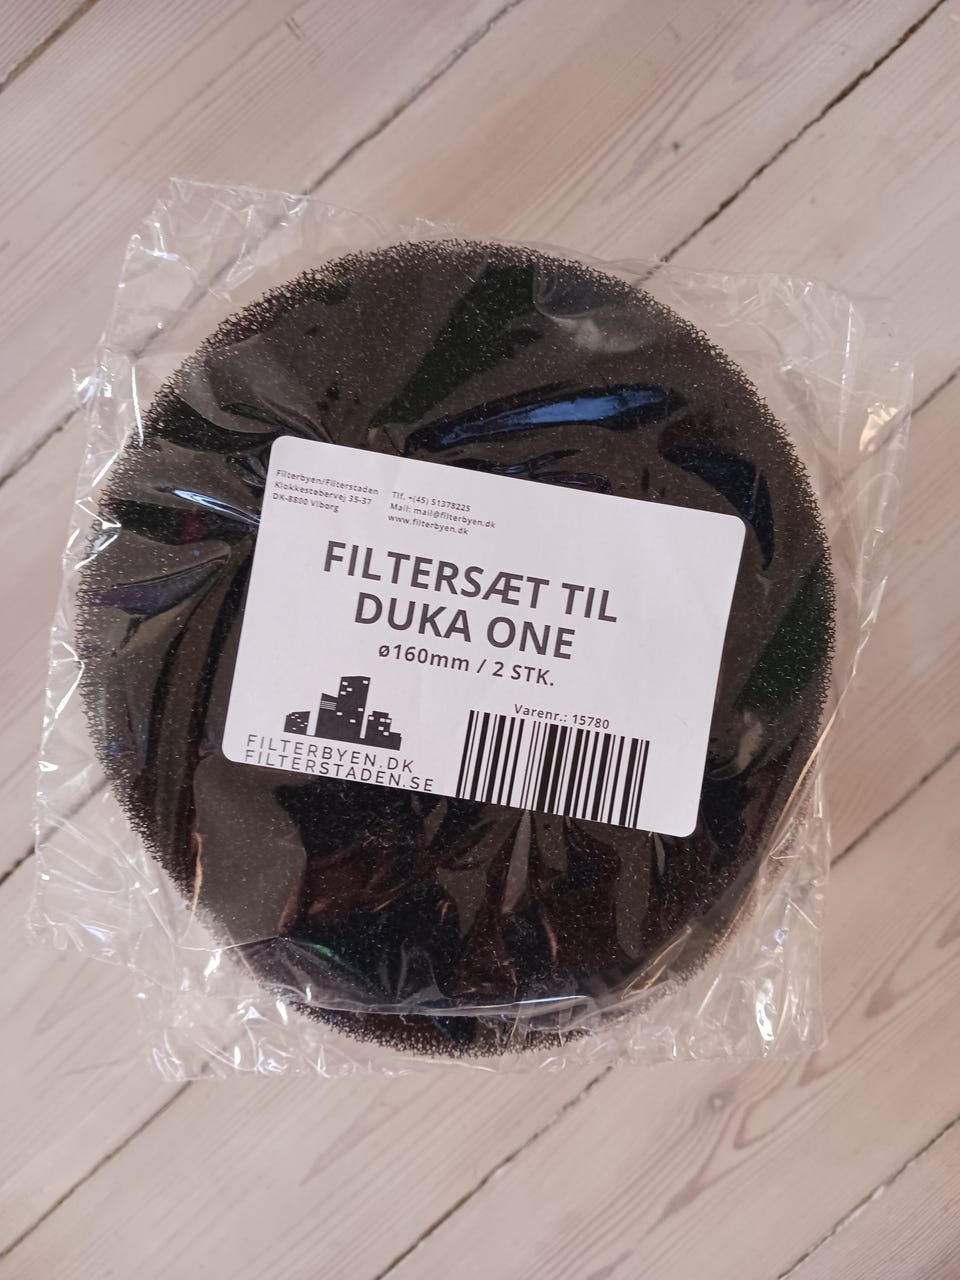 Filterbyen/Filterstaden
Klokkestøbervej 35-37
DK-8800 Viborg
Tlf. +(45) 51378225
Mail: mail@filterbyen.dk
www.filterbyen.dk
FILTERSÆT TIL
DUKA ONE
ø160mm / 2 STK.
Varenr.: 15780
FILTERBYEN.DK
FILTERSTADEN.SE